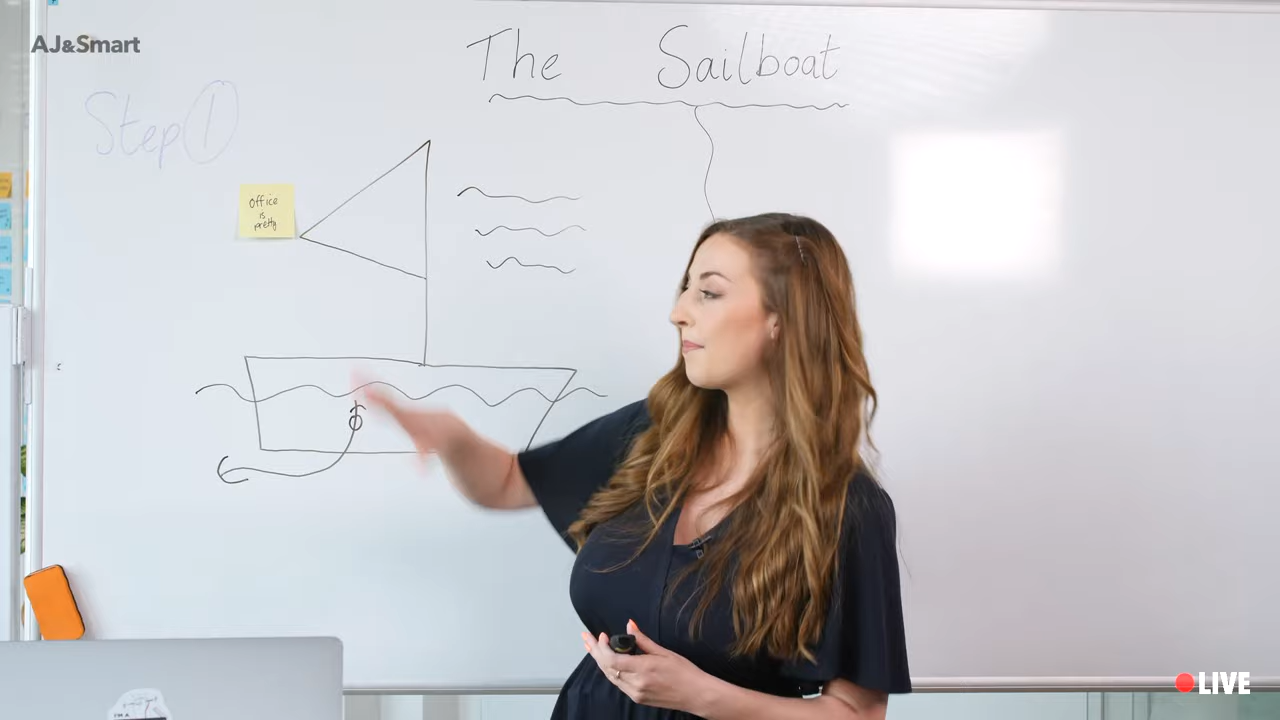 AJ&Smart
The Sailboat
Step 1
Office
is
pretty
I'M A
LIVE